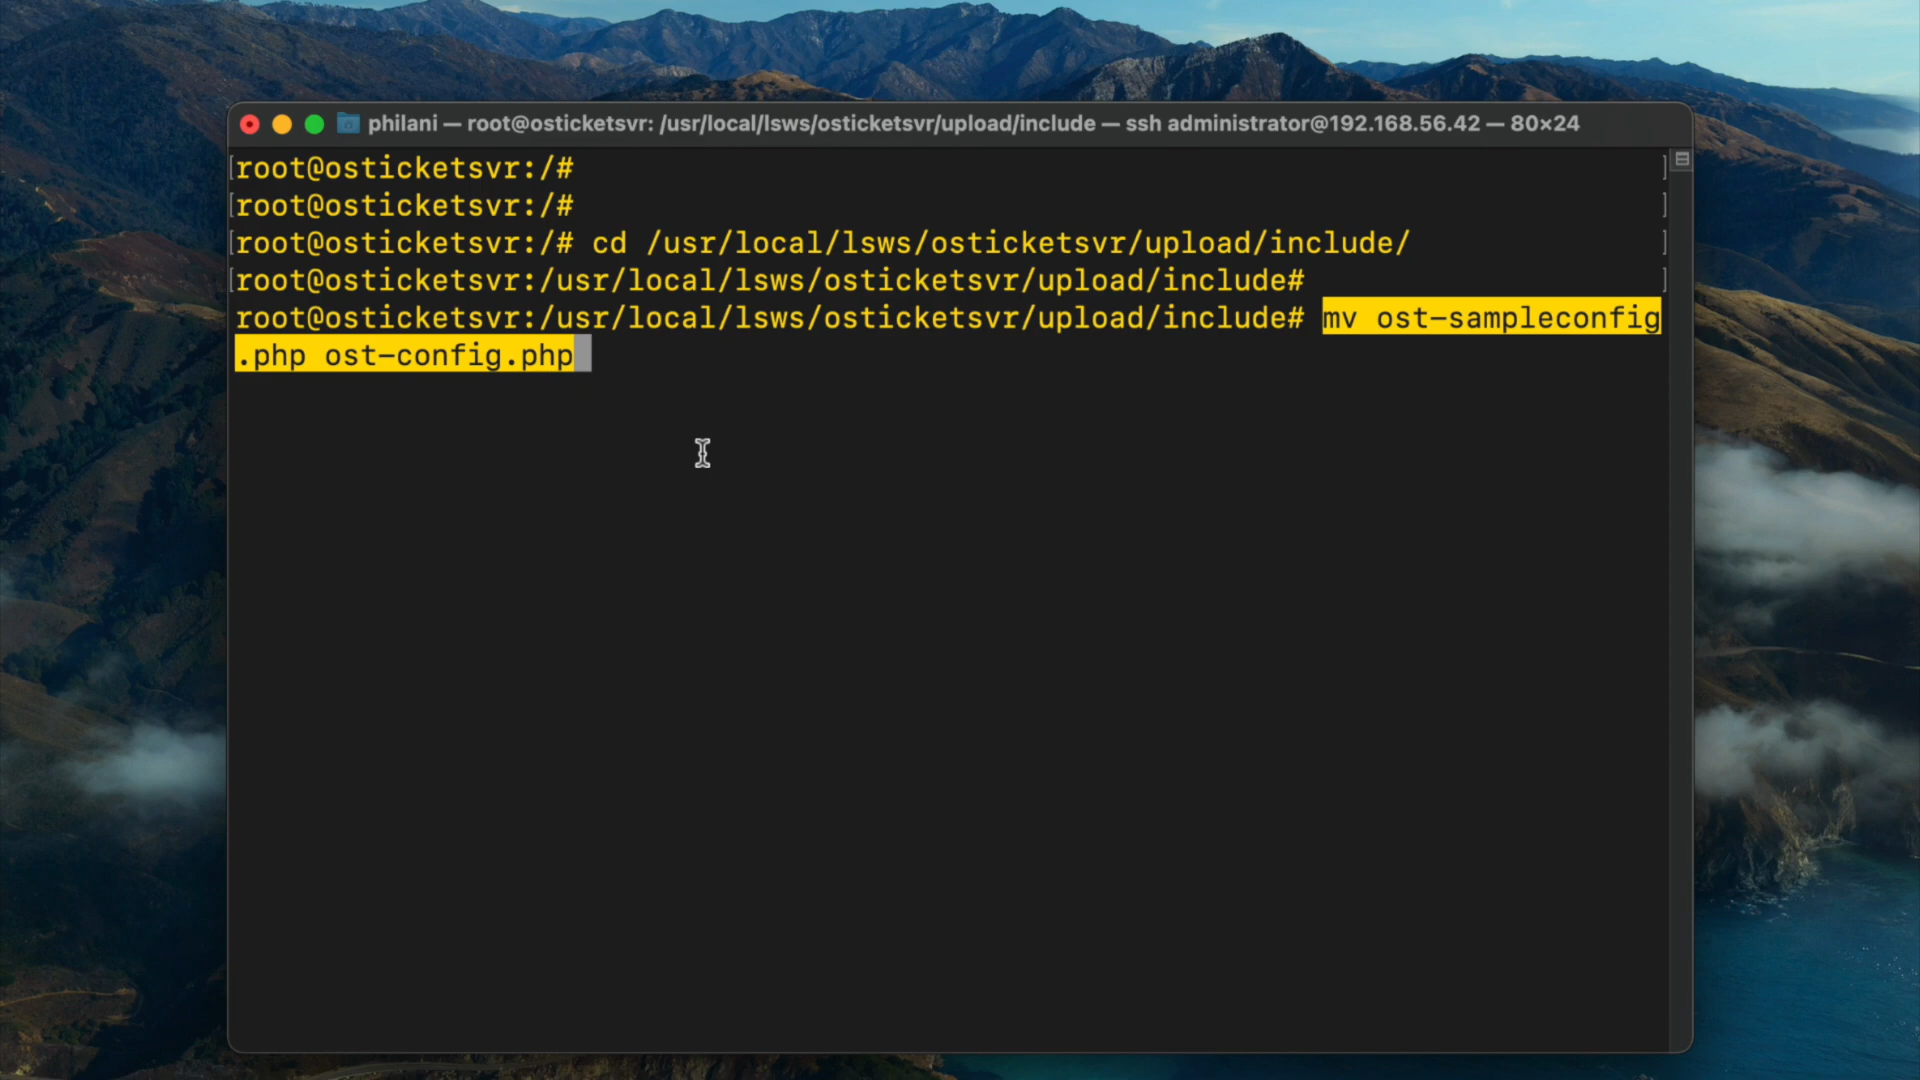 philani — root@osticketsvr: /usr/local/lsws/osticketsvr/upload/include — ssh administrator@192.168.56.42 — 80×24
[root@osticketsvr:/# ]
[root@osticketsvr:/# ]
[root@osticketsvr:/# cd /usr/local/lsws/osticketsvr/upload/include/ ]
[root@osticketsvr:/usr/local/lsws/osticketsvr/upload/include# ]
root@osticketsvr:/usr/local/lsws/osticketsvr/upload/include# mv ost-sampleconfig
.php ost-config.php